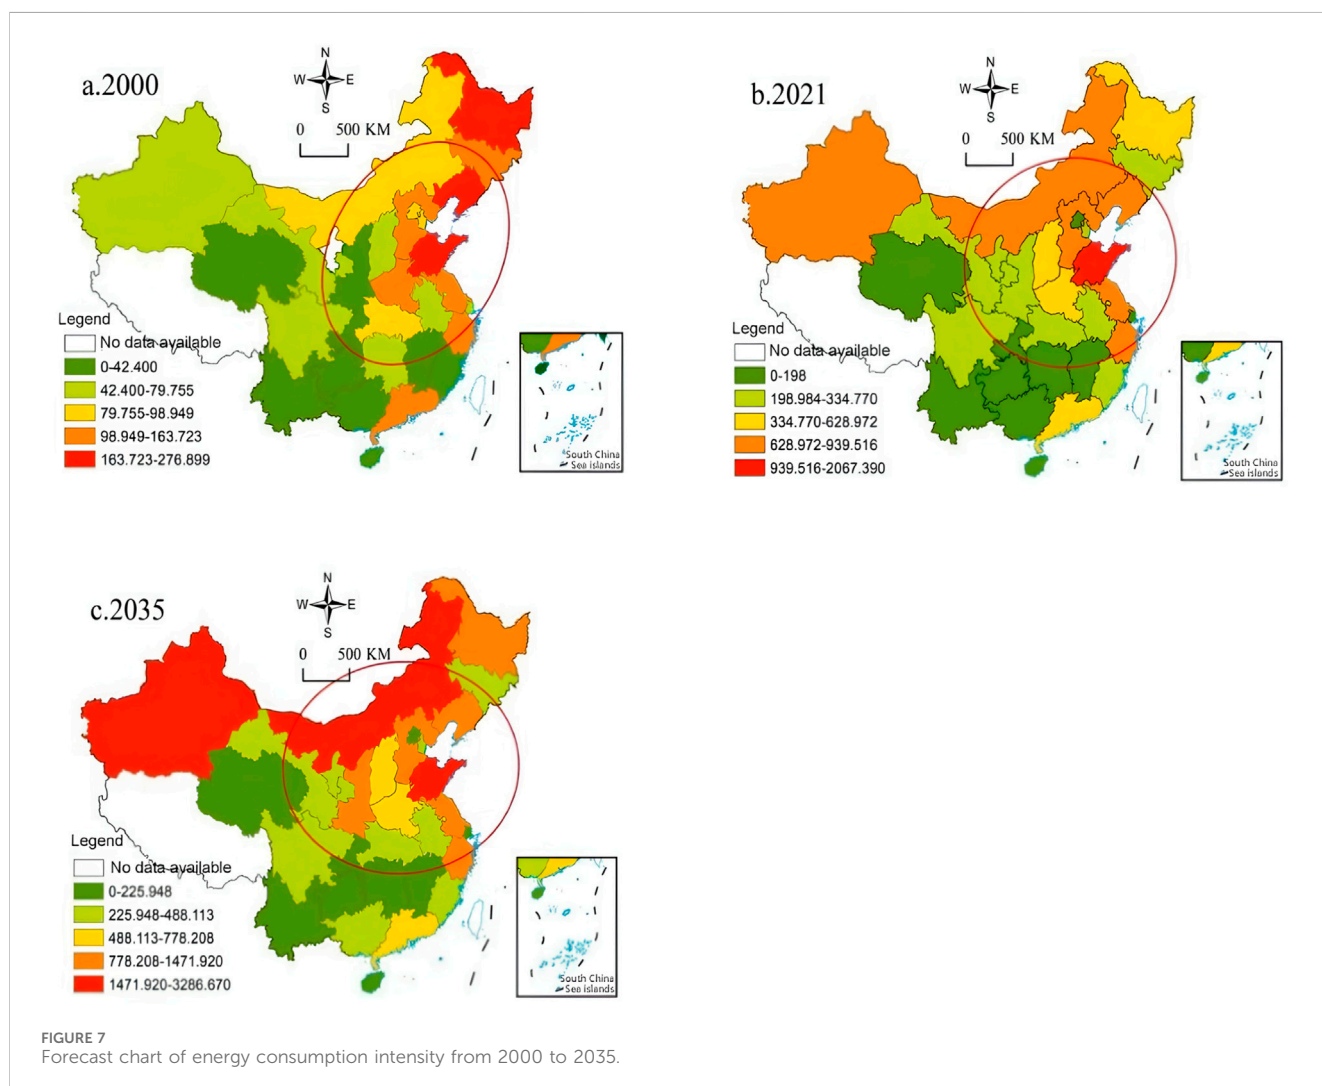 a.2000
N
W E
S
0 500 KM
Legend
No data available
0-42.400
42.400-79.755
79.755-98.949
98.949-163.723
163.723-276.899
South China
Sea islands
b.2021
N
W E
S
0 500 KM
Legend
No data available
0-198
198.984-334.770
334.770-628.972
628.972-939.516
939.516-2067.390
South China
Sea islands
c.2035
N
W E
S
0 500 KM
Legend
No data available
0-225.948
225.948-488.113
488.113-778.208
778.208-1471.920
1471.920-3286.670
South China
Sea islands
FIGURE 7
Forecast chart of energy consumption intensity from 2000 to 2035.